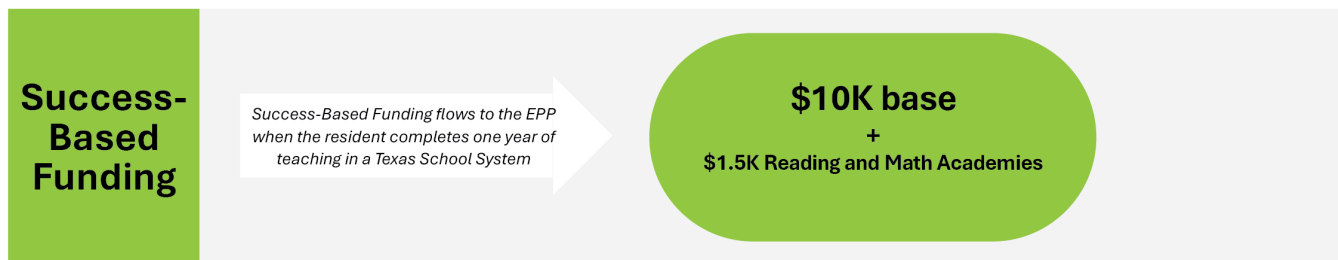 Success-
Based
Funding
Success-Based Funding flows to the EPP
when the resident completes one year of
teaching in a Texas School System
$10K base
+
$1.5K Reading and Math Academies